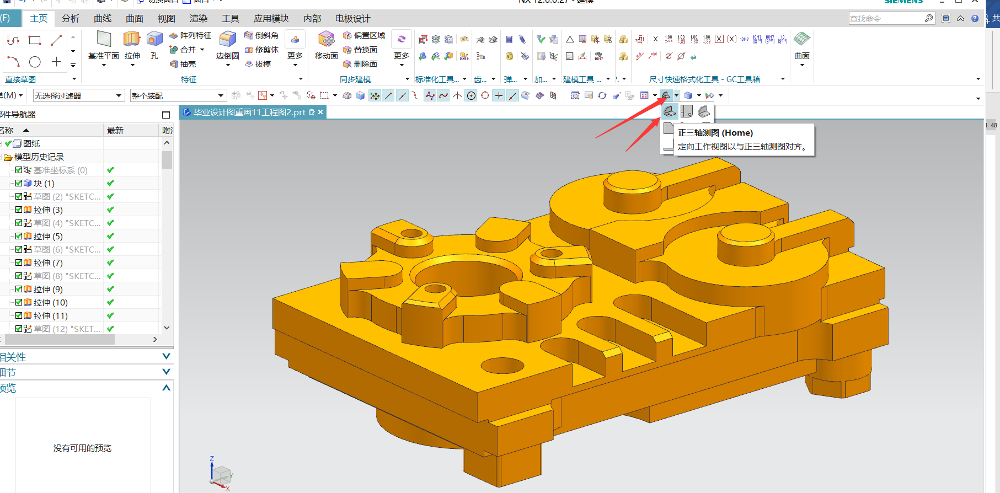 切换窗口 窗口
NX 12.0.0.27 - 建模
SIEMENS
(F) 主页 分析 曲线 曲面 视图 渲染 工具 应用模块 内部 电极设计
查找命令
共
直接草图
基准平面
拉伸
孔
阵列特征
合并
抽壳
边倒圆
倒斜角
修剪体
拔模
更多
特征
移动面
偏置区域
替换面
删除面
更多
同步建模
标准化工具...
齿...
弹...
加...
建模工具 ...
尺寸快速格式化工具 - GC工具箱
曲面
单(M)
无选择过滤器
整个装配
部件导航器
毕业设计图重画11工程图2.prt
48
名称 最新 附注
图纸
模型历史记录
基准坐标系 (0)
块 (1)
草图 (2) "SKETC...
拉伸 (3)
草图 (4) "SKETC...
拉伸 (5)
草图 (6) "SKETC...
拉伸 (7)
草图 (8) "SKETC...
拉伸 (9)
拉伸 (10)
拉伸 (11)
草图 (12) "SKET...
相关性
细节
预览
没有可用的预览
正三轴测图 (Home)
定向工作视图以与正三轴测图对齐。
Z
Y
X